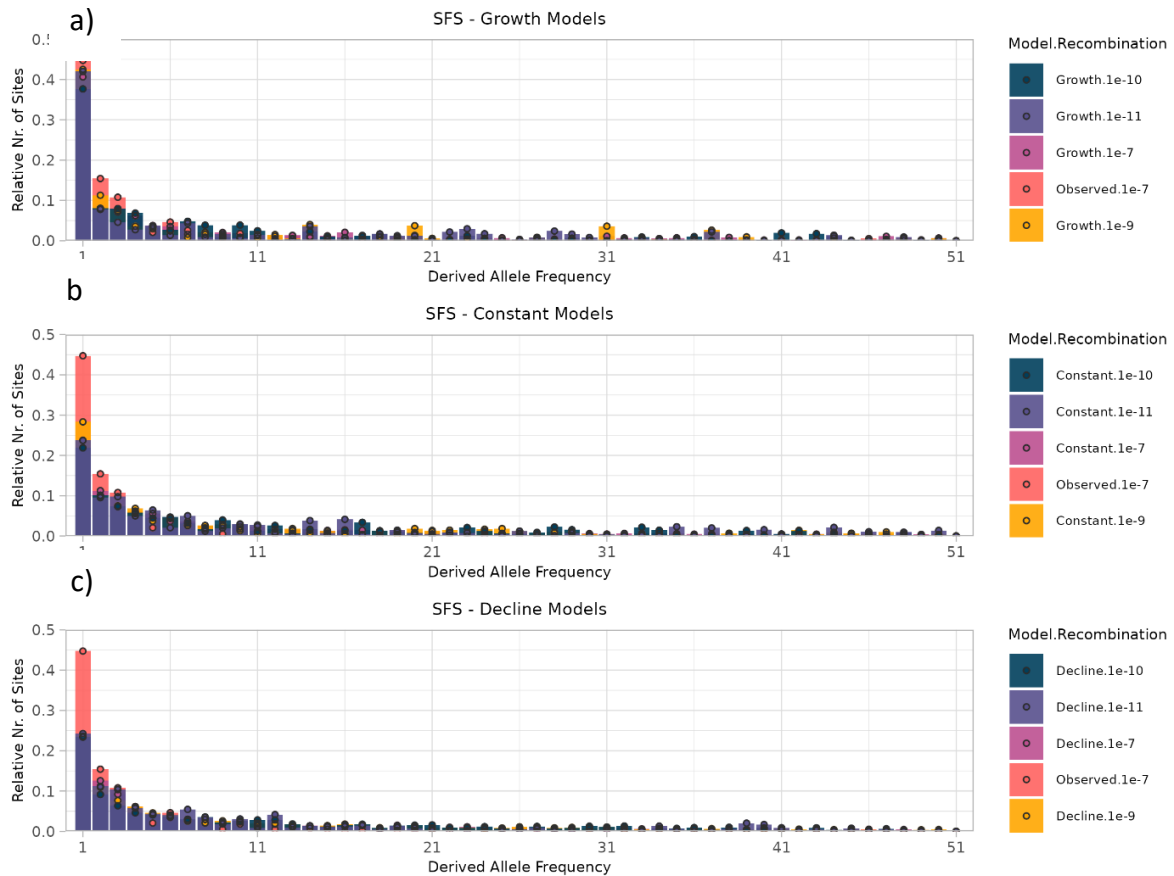 a)
SFS - Growth Models
Relative Nr. of Sites
0.4
0.3
0.2
0.1
0.0
1
11
21
31
41
51
Derived Allele Frequency
Model.Recombination
Growth.1e-10
Growth.1e-11
Growth.1e-7
Observed.1e-7
Growth.1e-9
b
SFS - Constant Models
Relative Nr. of Sites
0.5
0.4
0.3
0.2
0.1
0.0
11
21
31
41
51
Derived Allele Frequency
Model.Recombination
Constant.1e-10
Constant.1e-11
Constant.1e-7
Observed.1e-7
Constant.1e-9
c)
SFS - Decline Models
Relative Nr. of Sites
0.5
0.4
0.3
0.2
0.1
0.0
1
11
21
31
41
51
Derived Allele Frequency
Model.Recombination
Decline.1e-10
Decline.1e-11
Decline.1e-7
Observed.1e-7
Decline.1e-9